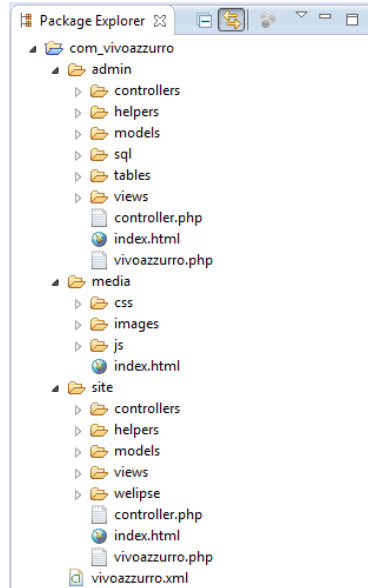 Package Explorer
com_vivoazzurro
admin
controllers
helpers
models
sql
tables
views
controller.php
index.html
vivoazzurro.php
media
css
images
js
index.html
site
controllers
helpers
models
views
welipse
controller.php
index.html
vivoazzurro.php
vivoazzurro.xml